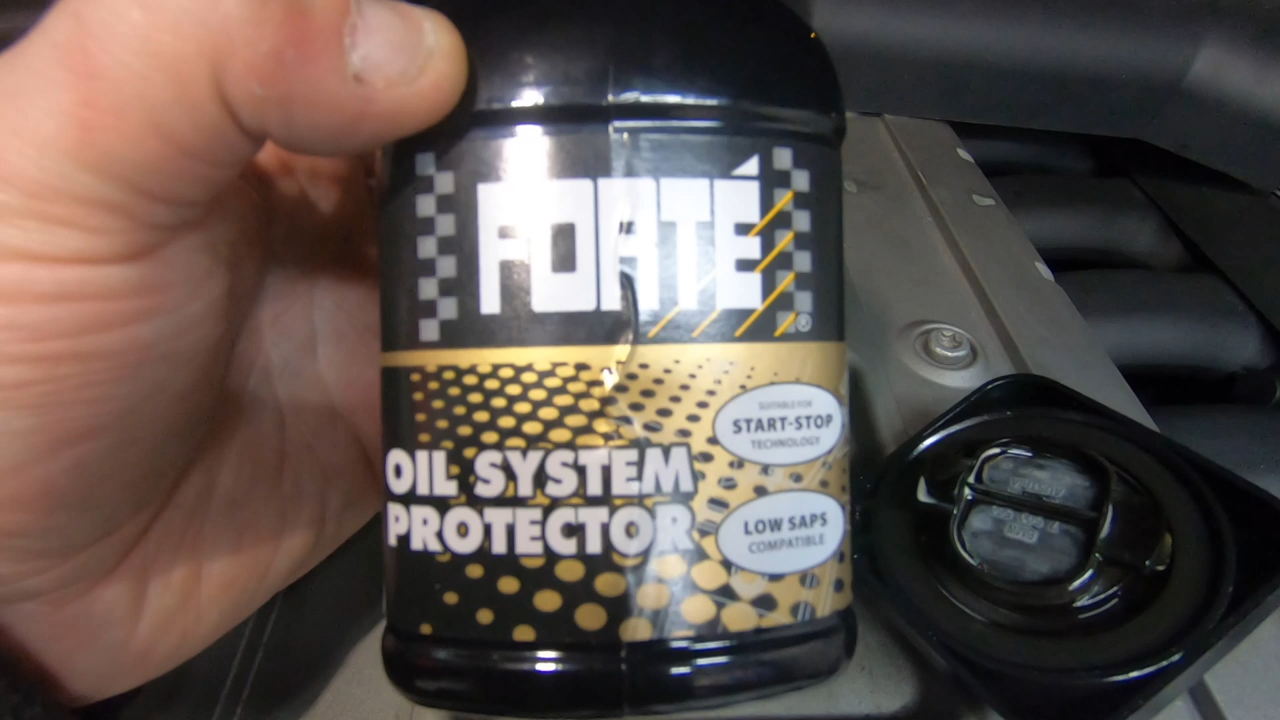 FORTÉ
®
OIL SYSTEM
PROTECTOR
SUITABLE FOR
START-STOP
TECHNOLOGY
LOW SAPS
COMPATIBLE